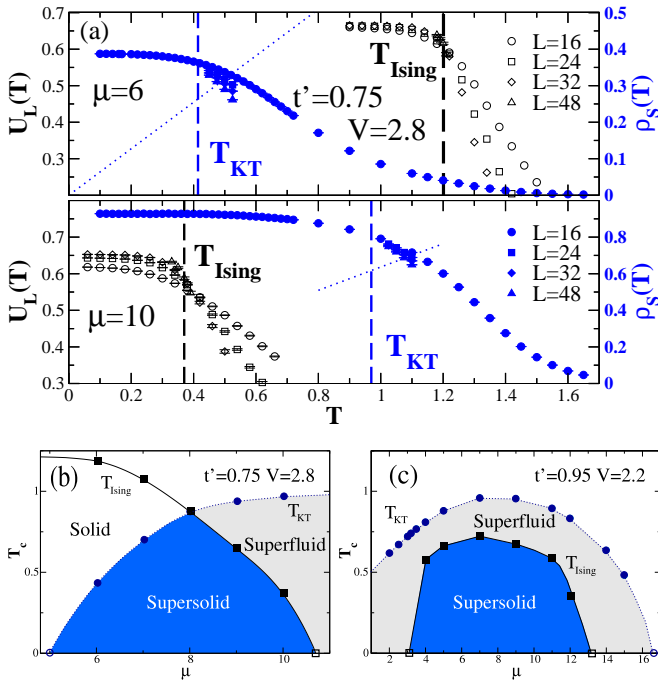 (a)
U_L(T)
0.6
0.5
0.4
0.3
μ=6
T_KT
t'=0.75
V=2.8
T_Ising
L=16
L=24
L=32
L=48
0.5
0.4
0.3
0.2
0.1
0
ρ_S(T)
U_L(T)
0.7
0.6
0.5
0.4
0.3
μ=10
T_Ising
T_KT
L=16
L=24
L=32
L=48
0.8
0.6
0.4
0.2
0
ρ_S(T)
0 0.2 0.4 0.6 0.8 1.0 1.2 1.4 1.6
T
(b)
t'=0.75 V=2.8
T_Ising
T_KT
Solid
Superfluid
Supersolid
T_c
1
0.5
0
6 8 10
μ
(c)
t'=0.95 V=2.2
T_KT
Superfluid
T_Ising
Supersolid
T_c
1
0.5
0
2 4 6 8 10 12 14 16
μ